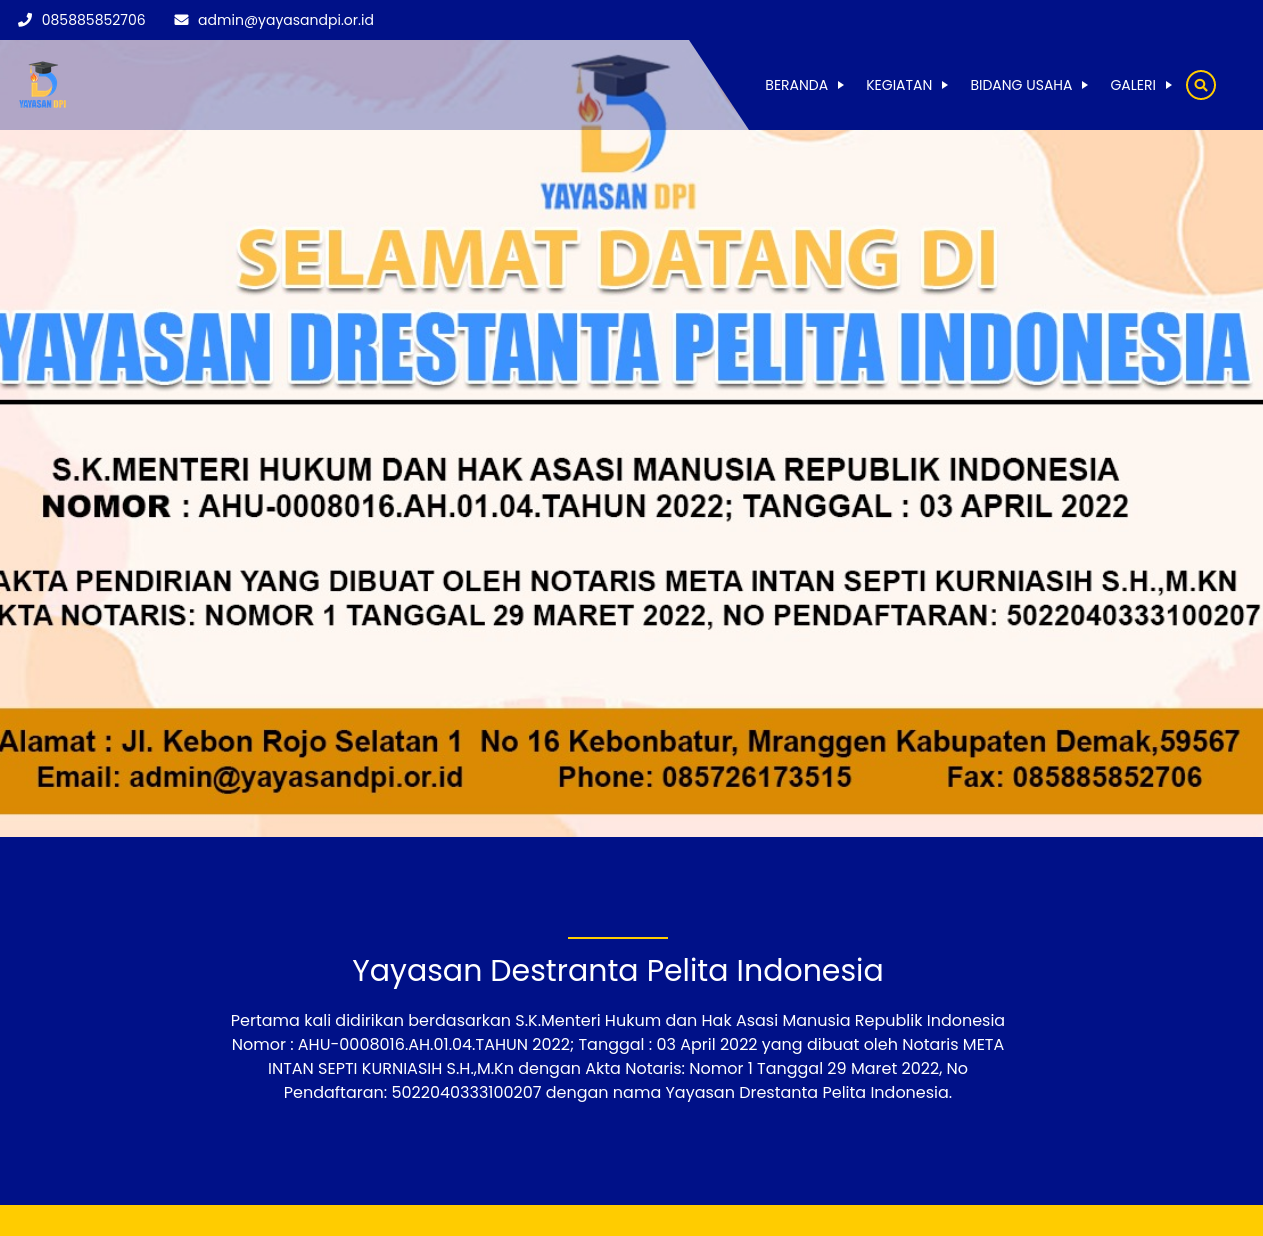 085885852706 admin@yayasandpi.or.id
YAYASAN DPI
BERANDA KEGIATAN BIDANG USAHA GALERI
YAYASAN DPI
SELAMAT DATANG DI
YAYASAN DRESTANTA PELITA INDONESIA
S.K.MENTERI HUKUM DAN HAK ASASI MANUSIA REPUBLIK INDONESIA
NOMOR : AHU-0008016.AH.01.04.TAHUN 2022; TANGGAL : 03 APRIL 2022
AKTA PENDIRIAN YANG DIBUAT OLEH NOTARIS META INTAN SEPTI KURNIASIH S.H.,M.KN
KTA NOTARIS: NOMOR 1 TANGGAL 29 MARET 2022, NO PENDAFTARAN: 5022040333100207
Alamat : Jl. Kebon Rojo Selatan 1 No 16 Kebonbatur, Mranggen Kabupaten Demak,59567
Email: admin@yayasandpi.or.id Phone: 085726173515 Fax: 085885852706
Yayasan Destranta Pelita Indonesia
Pertama kali didirikan berdasarkan S.K.Menteri Hukum dan Hak Asasi Manusia Republik Indonesia
Nomor : AHU-0008016.AH.01.04.TAHUN 2022; Tanggal : 03 April 2022 yang dibuat oleh Notaris META
INTAN SEPTI KURNIASIH S.H.,M.Kn dengan Akta Notaris: Nomor 1 Tanggal 29 Maret 2022, No
Pendaftaran: 5022040333100207 dengan nama Yayasan Drestanta Pelita Indonesia.